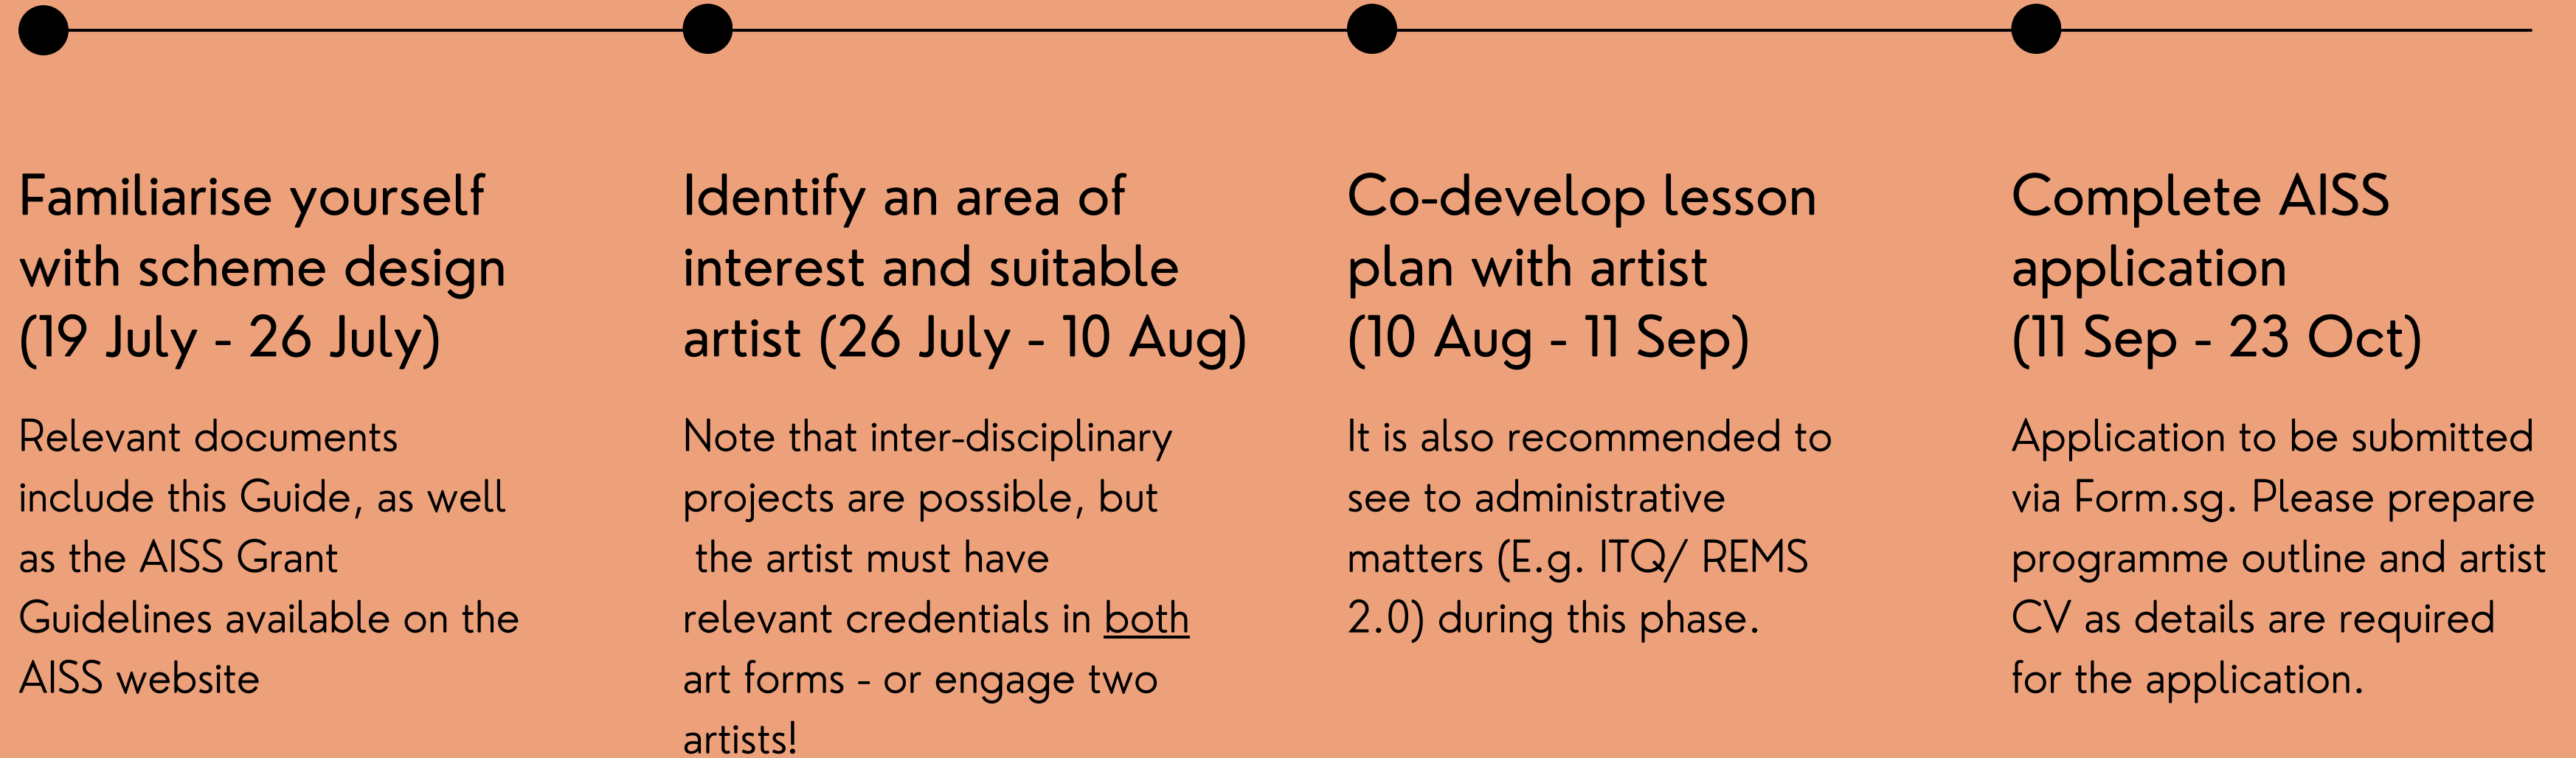 Familiarise yourself
with scheme design
(19 July - 26 July)
Relevant documents
include this Guide, as well
as the AISS Grant
Guidelines available on the
AISS website
Identify an area of
interest and suitable
artist (26 July - 10 Aug)
Note that inter-disciplinary
projects are possible, but
the artist must have
relevant credentials in both
art forms - or engage two
artists!
Co-develop lesson
plan with artist
(10 Aug - 11 Sep)
It is also recommended to
see to administrative
matters (E.g. ITQ/ REMS
2.0) during this phase.
Complete AISS
application
(11 Sep - 23 Oct)
Application to be submitted
via Form.sg. Please prepare
programme outline and artist
CV as details are required
for the application.